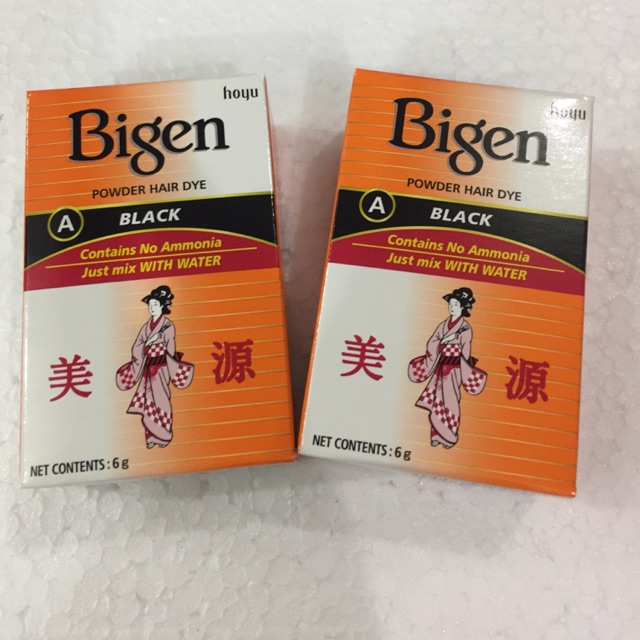 hoyu
Bigen
POWDER HAIR DYE
A BLACK
Contains No Ammonia
Just mix WITH WATER
美 源
NET CONTENTS : 6 g
hoyu
Bigen
POWDER HAIR DYE
A BLACK
Contains No Ammonia
Just mix WITH WATER
美 源
NET CONTENTS : 6 g